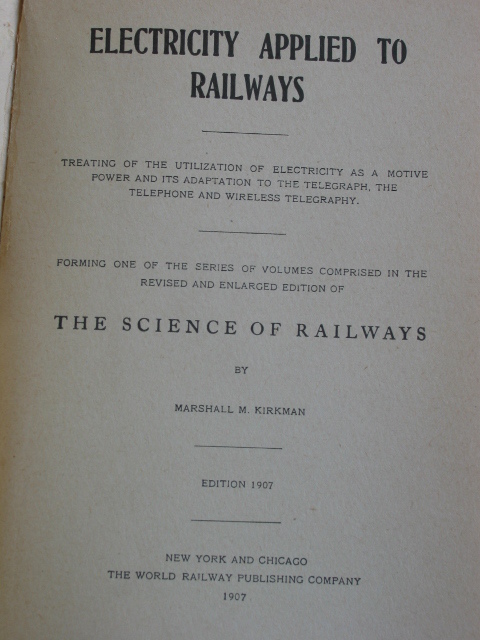 ELECTRICITY APPLIED TO
RAILWAYS
TREATING OF THE UTILIZATION OF ELECTRICITY AS A MOTIVE
POWER AND ITS ADAPTATION TO THE TELEGRAPH, THE
TELEPHONE AND WIRELESS TELEGRAPHY.
FORMING ONE OF THE SERIES OF VOLUMES COMPRISED IN THE
REVISED AND ENLARGED EDITION OF
THE SCIENCE OF RAILWAYS
BY
MARSHALL M. KIRKMAN
EDITION 1907
NEW YORK AND CHICAGO
THE WORLD RAILWAY PUBLISHING COMPANY
1907